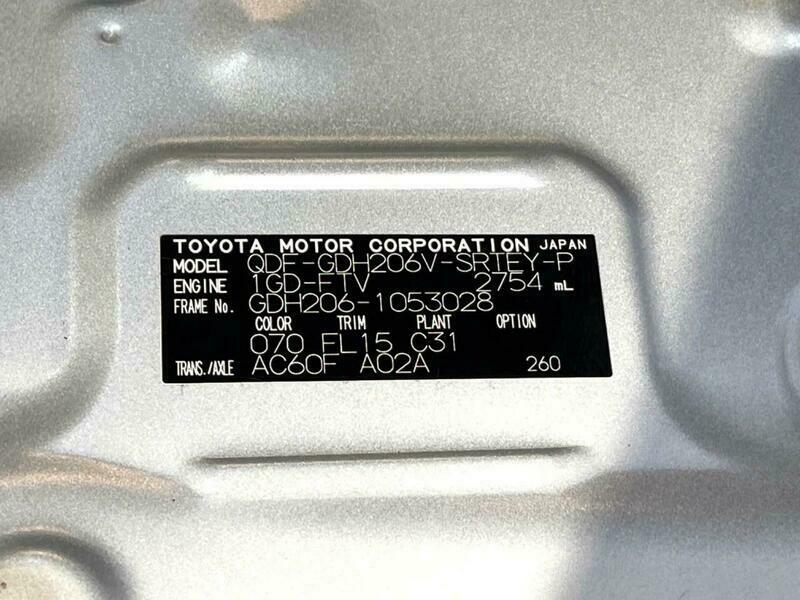 TOYOTA MOTOR CORPORATION JAPAN
MODEL QDF-GDH206V-SRTEY-P
ENGINE 1GD-FTV 2754 mL
FRAME No. GDH206-1053028
COLOR TRIM PLANT OPTION
070 FL15 C31
TRANS./AXLE AC60F A02A 260